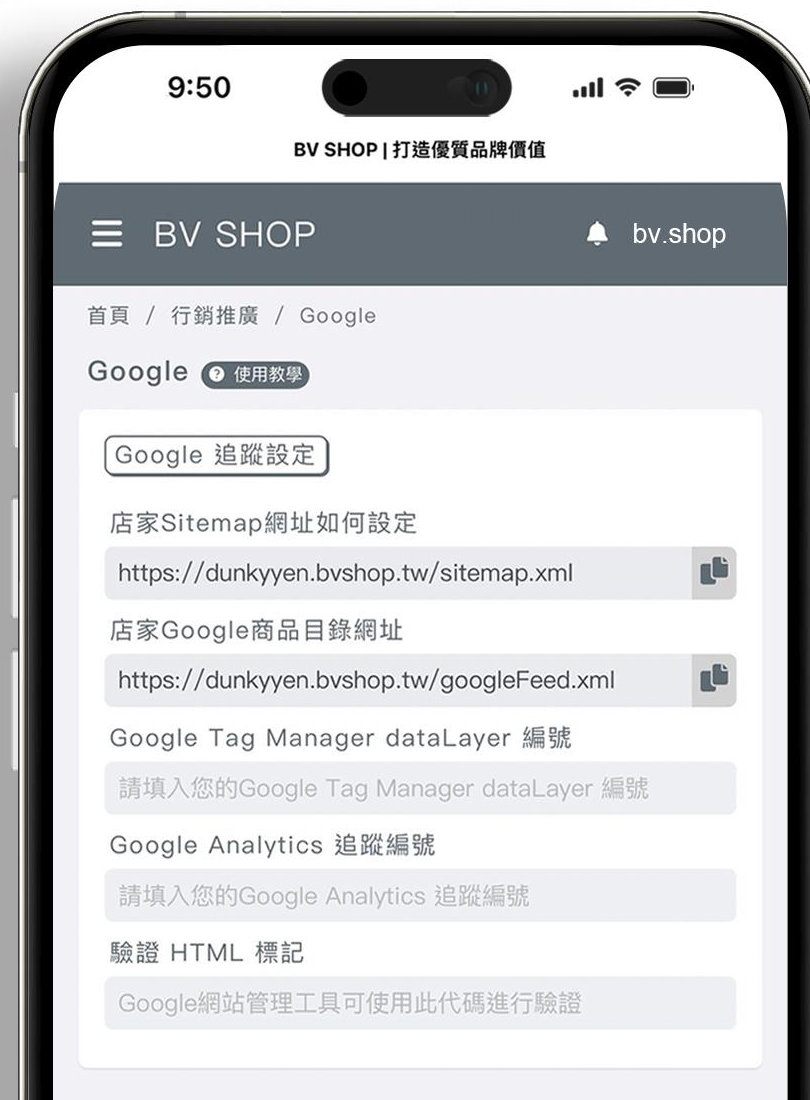 9:50
BV SHOP | 打造優質品牌價值
BV SHOP
bv.shop
首頁 / 行銷推廣 / Google
Google ? 使用教學
Google 追蹤設定
店家Sitemap網址如何設定
https://dunkyyen.bvshop.tw/sitemap.xml
店家Google商品目錄網址
https://dunkyyen.bvshop.tw/googleFeed.xml
Google Tag Manager dataLayer 編號
請填入您的Google Tag Manager dataLayer 編號
Google Analytics 追蹤編號
請填入您的Google Analytics 追蹤編號
驗證 HTML 標記
Google網站管理工具可使用此代碼進行驗證